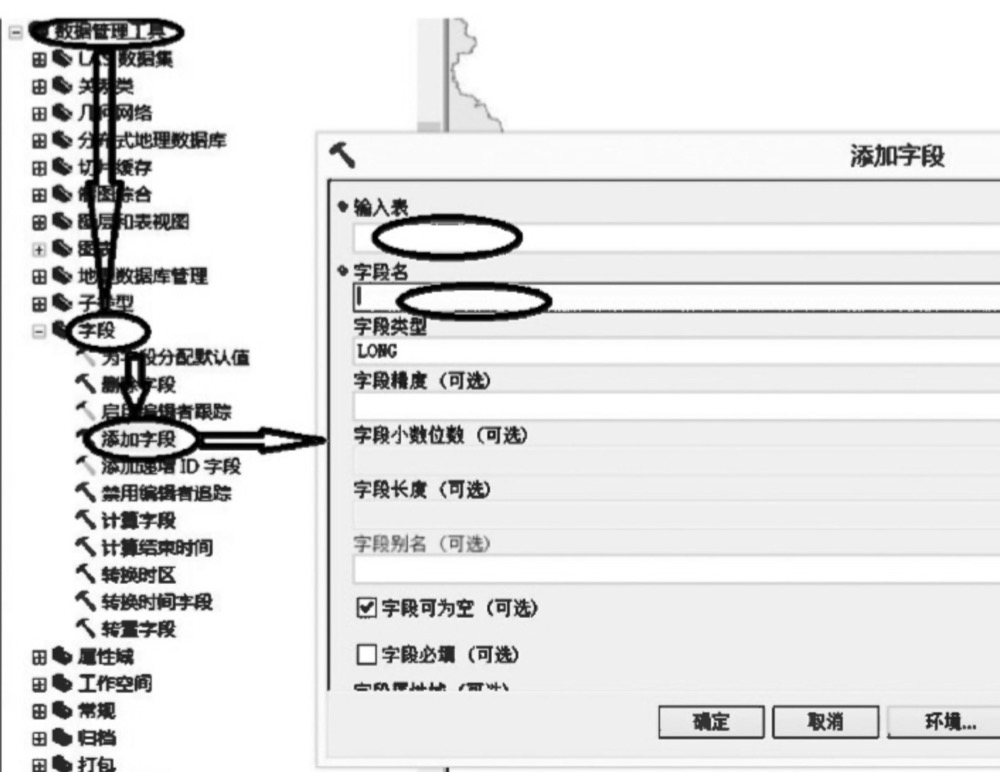 数据管理工具
LAS 数据集
关系类
几何网络
分布式地理数据库
切片缓存
制图综合
图层和表视图
图表
地理数据库管理
子类型
字段
为字段分配默认值
删除字段
启用编辑者跟踪
添加字段
添加递增 ID 字段
禁用编辑者追踪
计算字段
计算结束时间
转换时区
转换时间字段
转置字段
属性域
工作空间
常规
归档
打包
添加字段
输入表
字段名
字段类型
LONG
字段精度（可选）
字段小数位数（可选）
字段长度（可选）
字段别名（可选）
字段可为空（可选）
字段必填（可选）
字段属性域（可选）
确定
取消
环境...